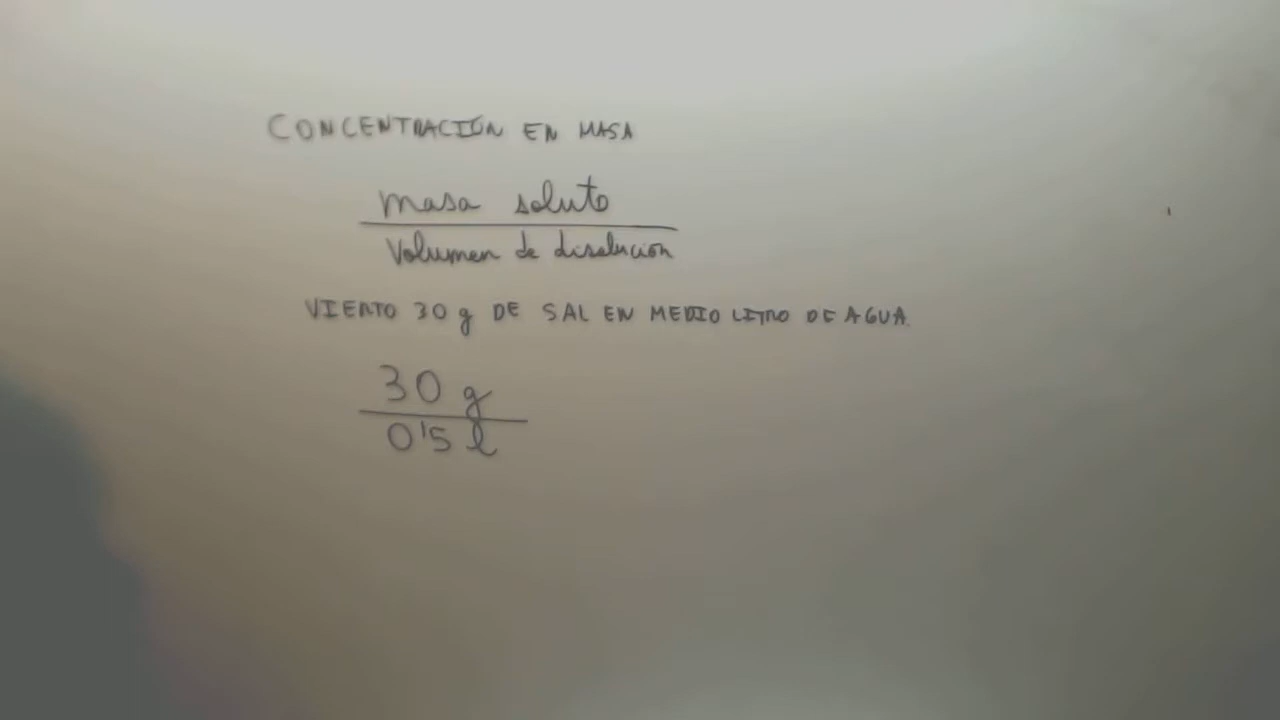 CONCENTRACIÓN EN MASA
masa soluto
Volumen de disolución
VIERTO 30 g DE SAL EN MEDIO LITRO DE AGUA.
30 g
0'5 l